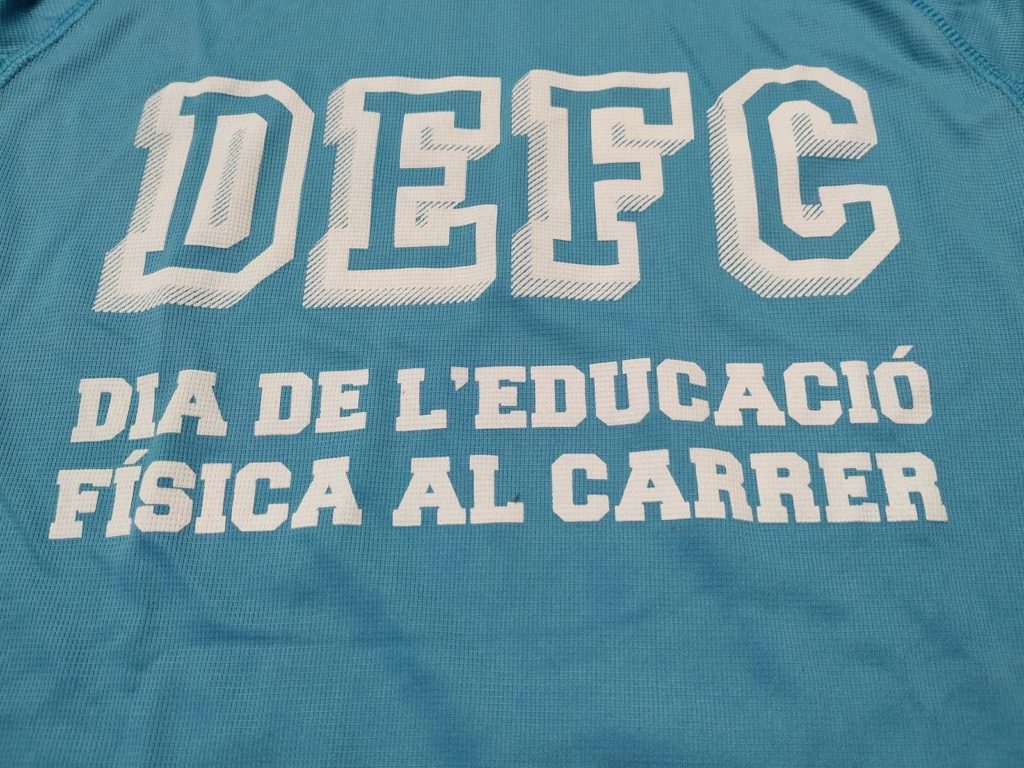 DEFC
DIA DE L'EDUCACIÓ
FÍSICA AL CARRER